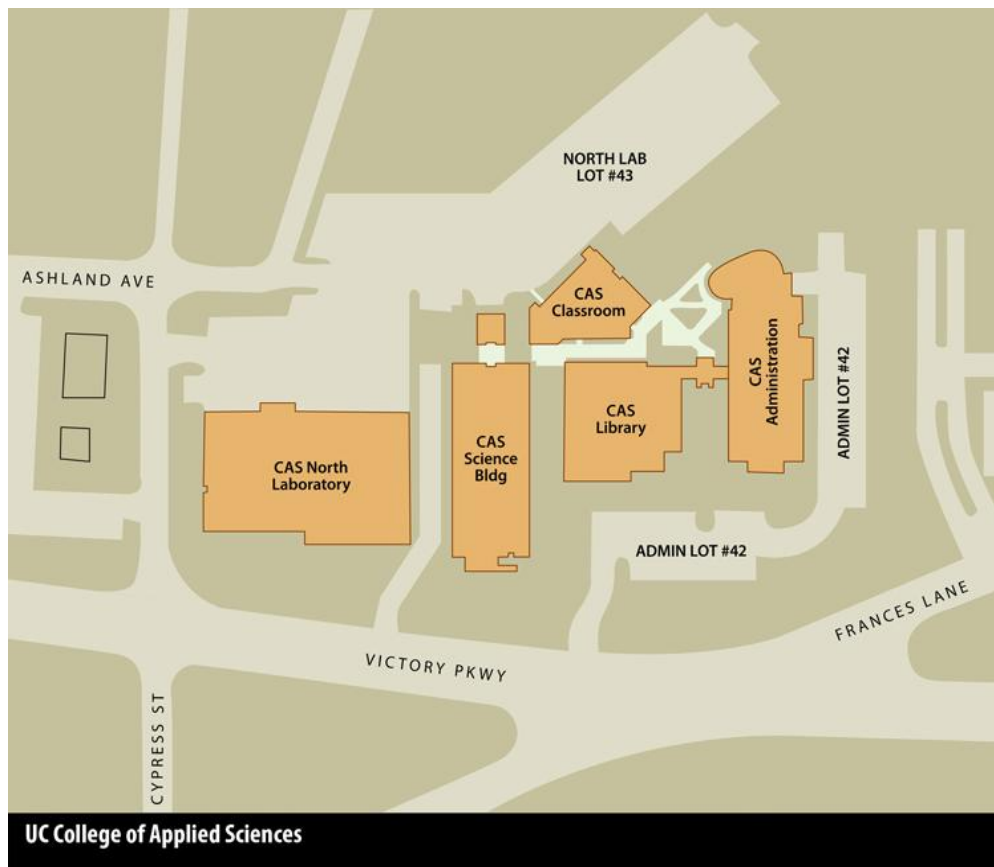 NORTH LAB
LOT #43
ASHLAND AVE
CAS
Classroom
CAS
Administration
ADMIN LOT #42
CAS
Library
CAS
Science
Bldg
CAS North
Laboratory
ADMIN LOT #42
FRANCES LANE
VICTORY PKWY
CYPRESS ST
UC College of Applied Sciences